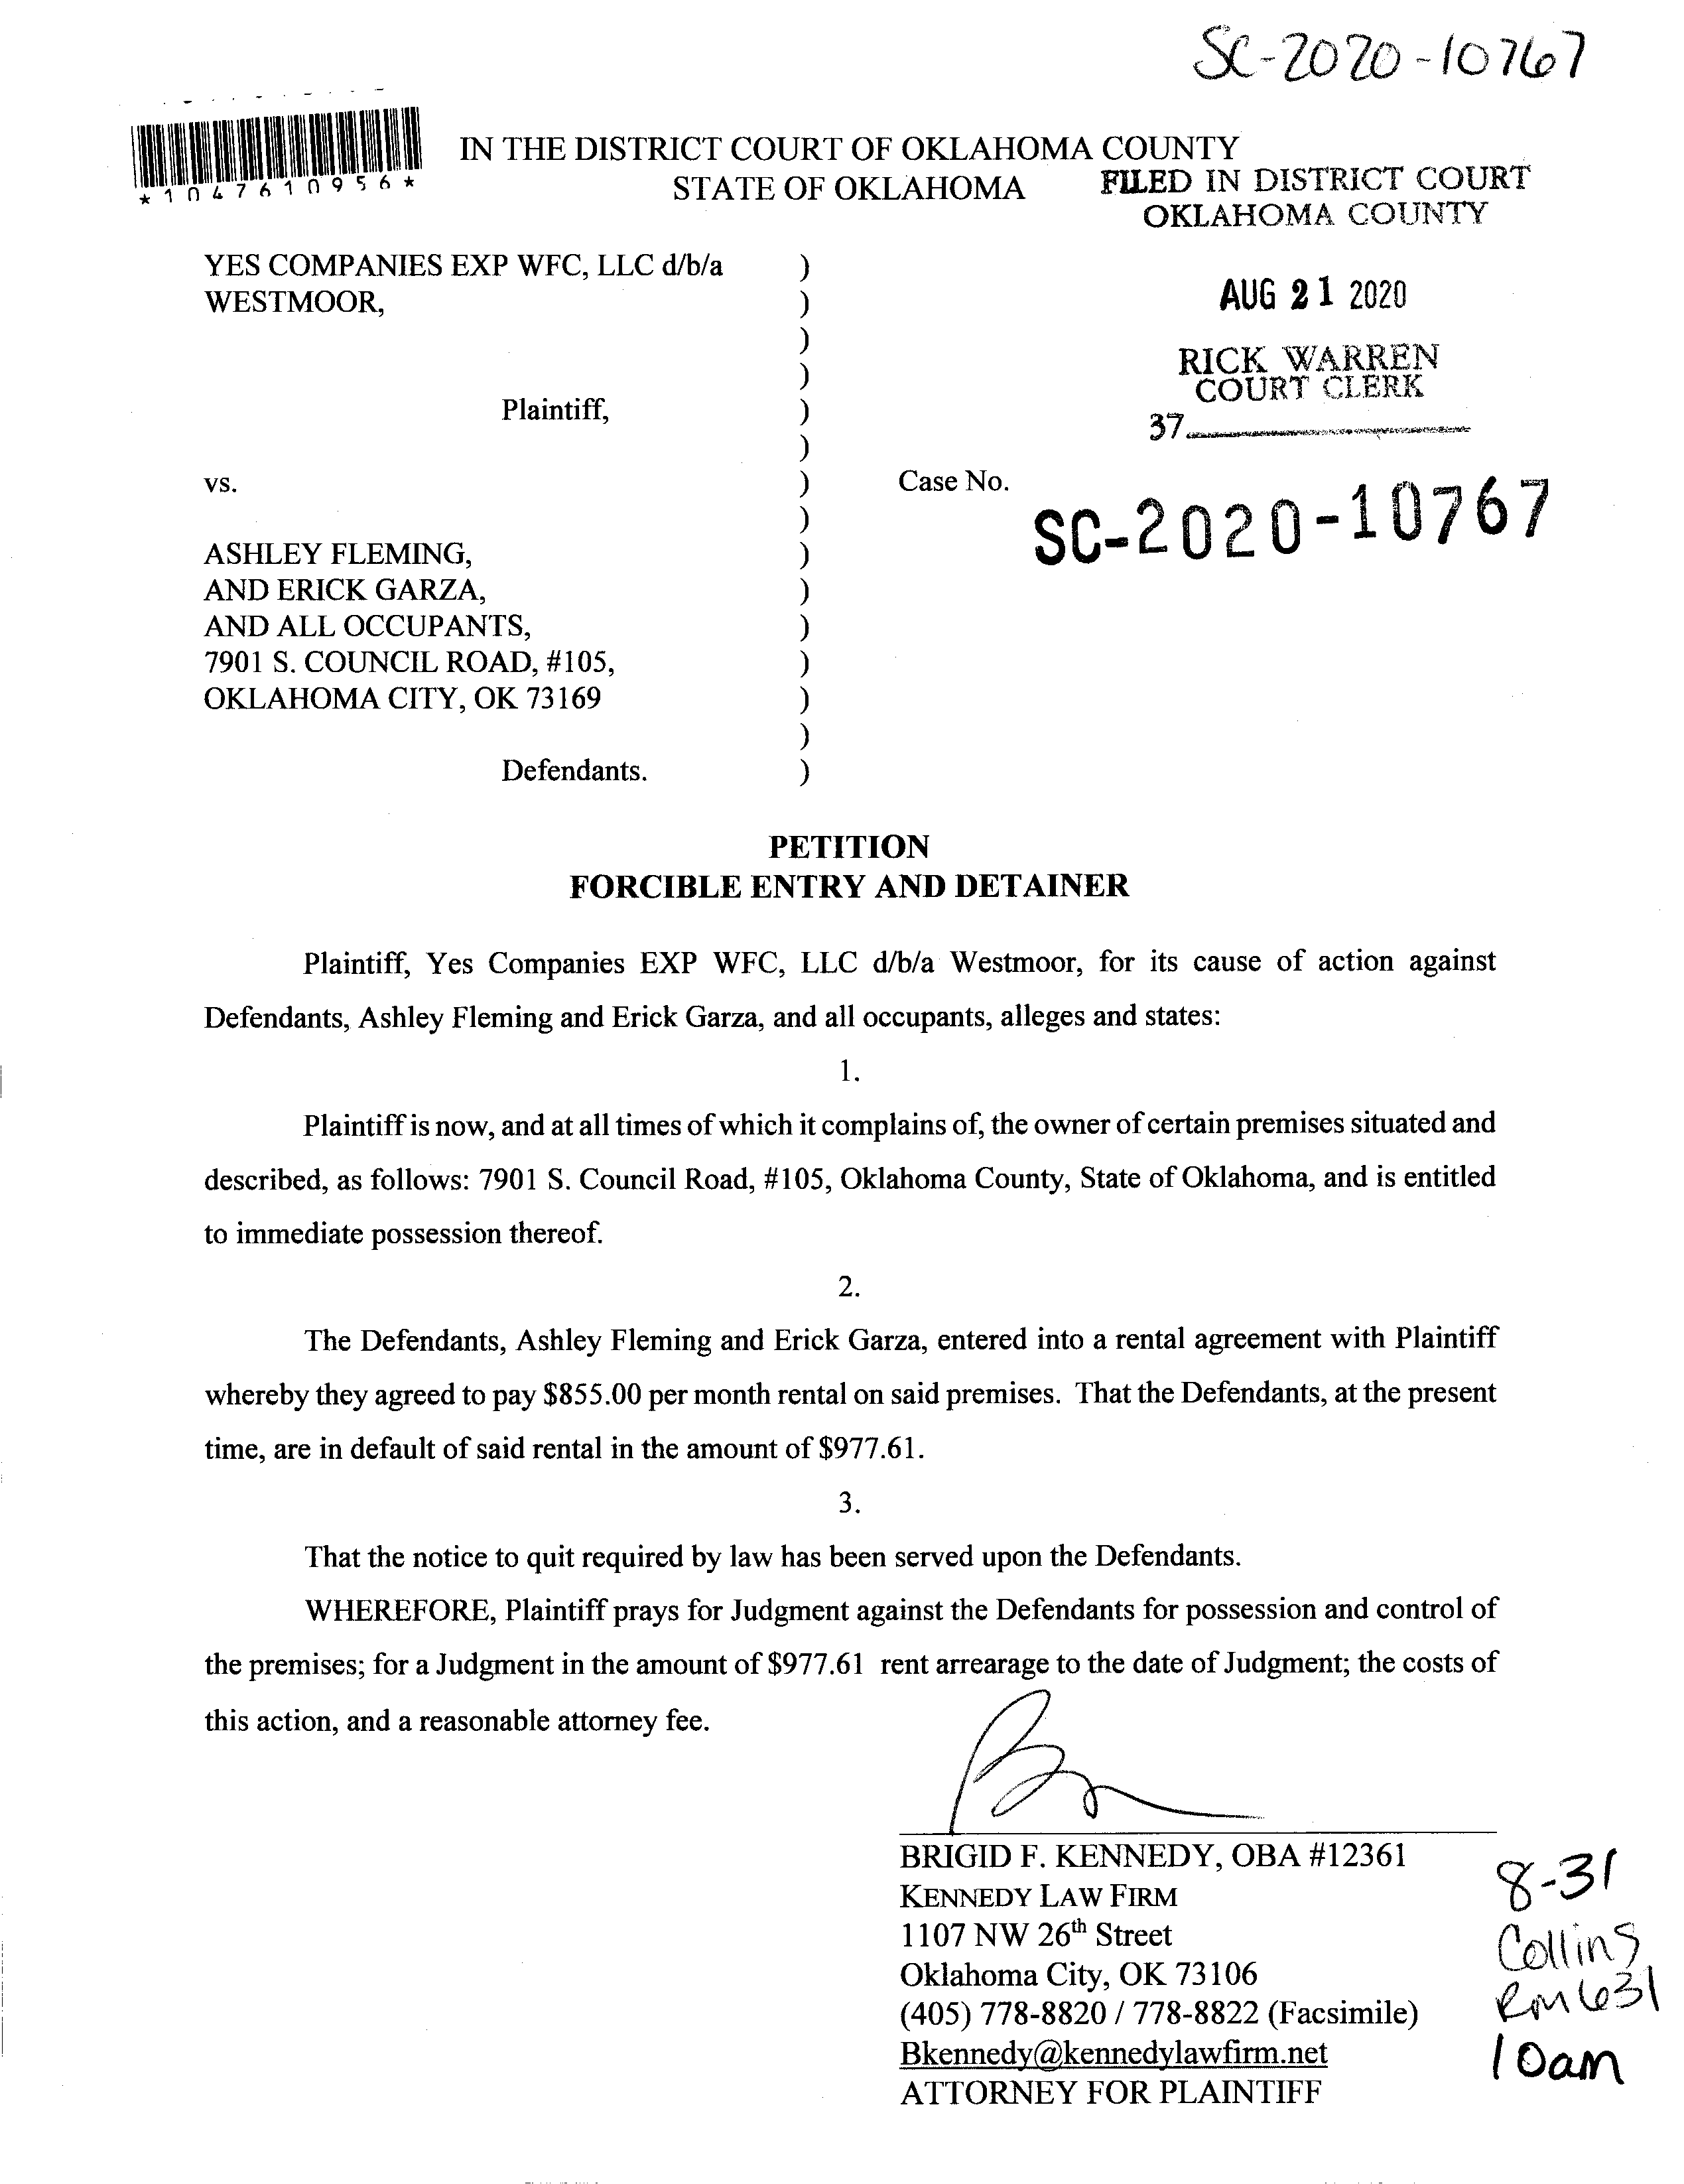 SC-2020-10767
*1047610956*
IN THE DISTRICT COURT OF OKLAHOMA COUNTY
STATE OF OKLAHOMA
FILED IN DISTRICT COURT
OKLAHOMA COUNTY
AUG 21 2020
RICK WARREN
COURT CLERK
37
YES COMPANIES EXP WFC, LLC d/b/a )
WESTMOOR, )
)
)
Plaintiff, )
)
vs. ) Case No.
SC-2020-10767
)
ASHLEY FLEMING, )
AND ERICK GARZA, )
AND ALL OCCUPANTS, )
7901 S. COUNCIL ROAD, #105, )
OKLAHOMA CITY, OK 73169 )
)
Defendants. )
PETITION
FORCIBLE ENTRY AND DETAINER
Plaintiff, Yes Companies EXP WFC, LLC d/b/a Westmoor, for its cause of action against
Defendants, Ashley Fleming and Erick Garza, and all occupants, alleges and states:
1.
Plaintiff is now, and at all times of which it complains of, the owner of certain premises situated and
described, as follows: 7901 S. Council Road, #105, Oklahoma County, State of Oklahoma, and is entitled
to immediate possession thereof.
2.
The Defendants, Ashley Fleming and Erick Garza, entered into a rental agreement with Plaintiff
whereby they agreed to pay $855.00 per month rental on said premises. That the Defendants, at the present
time, are in default of said rental in the amount of $977.61.
3.
That the notice to quit required by law has been served upon the Defendants.
WHEREFORE, Plaintiff prays for Judgment against the Defendants for possession and control of
the premises; for a Judgment in the amount of $977.61 rent arrearage to the date of Judgment; the costs of
this action, and a reasonable attorney fee.
BRIGID F. KENNEDY, OBA #12361
KENNEDY LAW FIRM
1107 NW 26th Street
Oklahoma City, OK 73106
(405) 778-8820 / 778-8822 (Facsimile)
Bkennedy@kennedylawfirm.net
ATTORNEY FOR PLAINTIFF
8-31
Collins
Rm 631
10am